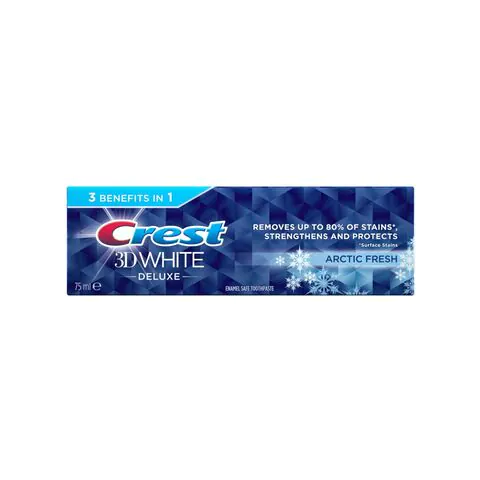 3 BENEFITS IN 1
Crest
3D WHITE
DELUXE
75 ml e
REMOVES UP TO 80% OF STAINS*,
STRENGTHENS AND PROTECTS
*Surface Stains
ARCTIC FRESH
ENAMEL SAFE TOOTHPASTE